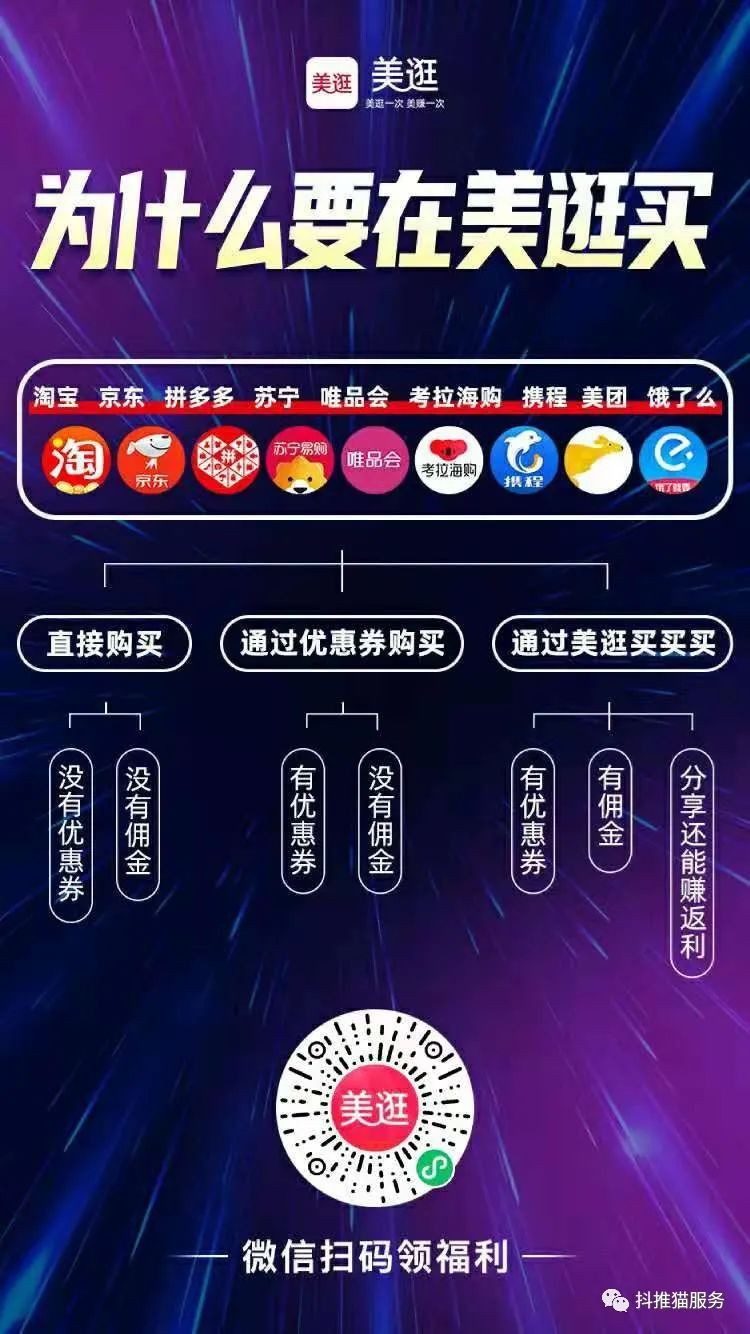 美逛
美逛
美逛一次 美赚一次
为什么要在美逛买
淘宝 京东 拼多多 苏宁 唯品会 考拉海购 携程 美团 饿了么
淘
京东
拼
苏宁易购
唯品会
考拉海购
携程
饿了就要
直接购买
通过优惠券购买
通过美逛买买买
没有优惠券
没有佣金
有优惠券
没有佣金
有优惠券
有佣金
分享还能赚返利
美逛
微信扫码领福利
抖推猫服务